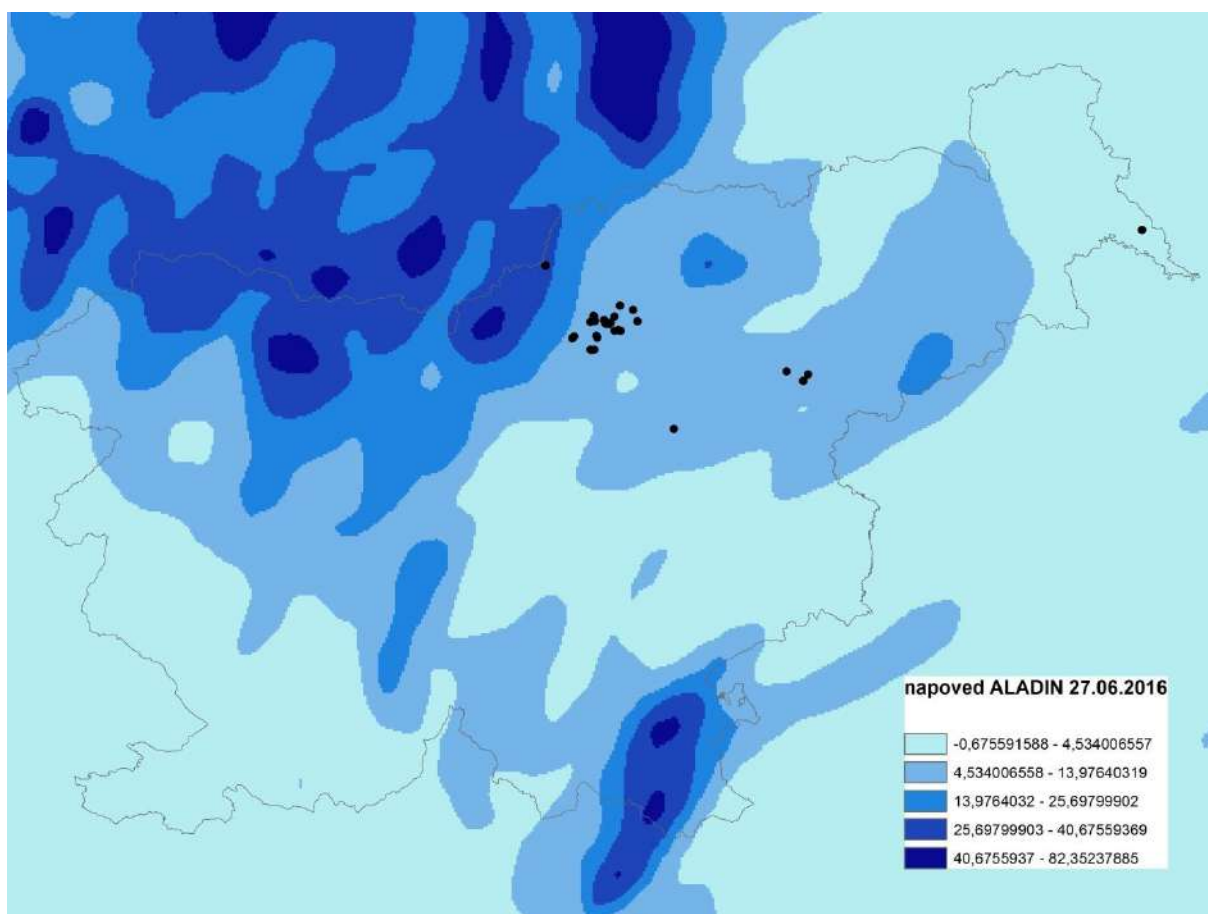 napoved ALADIN 27.06.2016
-0,675591588 - 4,534006557
4,534006558 - 13,97640319
13,9764032 - 25,69799902
25,69799903 - 40,67559369
40,6755937 - 82,35237885